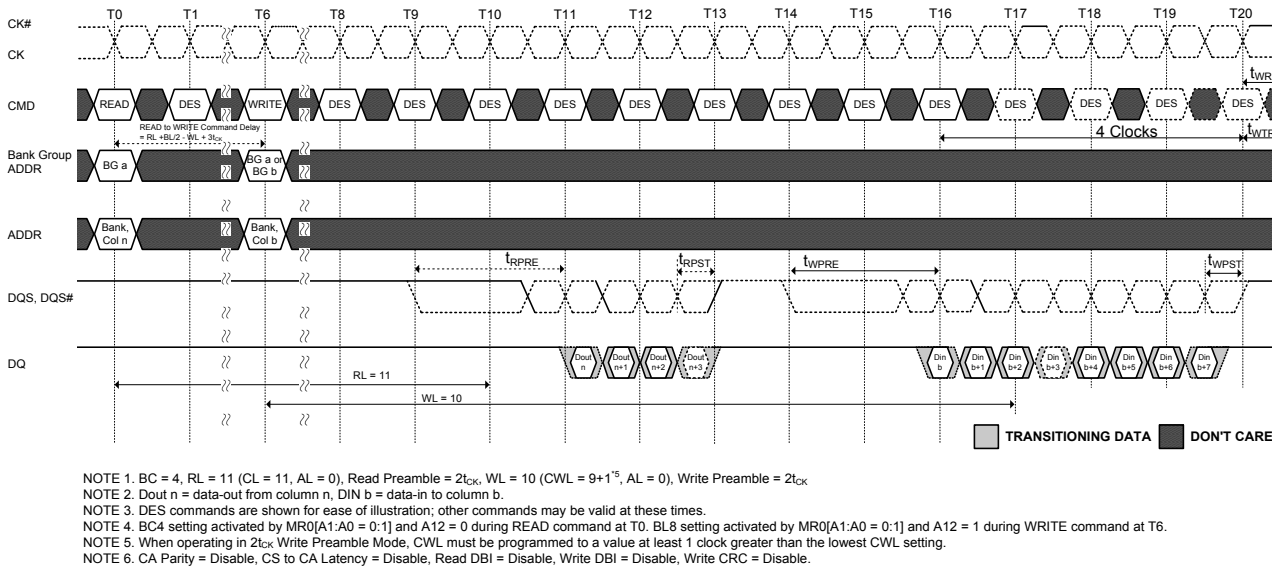 T0 T1 T6 T8 T9 T10 T11 T12 T13 T14 T15 T16 T17 T18 T19 T20
CK#
CK
CMD READ DES WRITE DES DES DES DES DES DES DES DES DES DES DES DES DES
tWR
READ to WRITE Command Delay
= RL +BL/2 - WL + 3tCK
4 Clocks
tWTR
Bank Group
ADDR
BG a
BG a or
BG b
ADDR
Bank,
Col n
Bank,
Col b
tRPRE tRPST tWPRE tWPST
DQS, DQS#
DQ
Dout
n
Dout
n+1
Dout
n+2
Dout
n+3
Din
b
Din
b+1
Din
b+2
Din
b+3
Din
b+4
Din
b+5
Din
b+6
Din
b+7
RL = 11
WL = 10
TRANSITIONING DATA DON'T CARE
NOTE 1. BC = 4, RL = 11 (CL = 11, AL = 0), Read Preamble = 2tCK, WL = 10 (CWL = 9+1*5, AL = 0), Write Preamble = 2tCK
NOTE 2. Dout n = data-out from column n, DIN b = data-in to column b.
NOTE 3. DES commands are shown for ease of illustration; other commands may be valid at these times.
NOTE 4. BC4 setting activated by MR0[A1:A0 = 0:1] and A12 = 0 during READ command at T0. BL8 setting activated by MR0[A1:A0 = 0:1] and A12 = 1 during WRITE command at T6.
NOTE 5. When operating in 2tCK Write Preamble Mode, CWL must be programmed to a value at least 1 clock greater than the lowest CWL setting.
NOTE 6. CA Parity = Disable, CS to CA Latency = Disable, Read DBI = Disable, Write DBI = Disable, Write CRC = Disable.